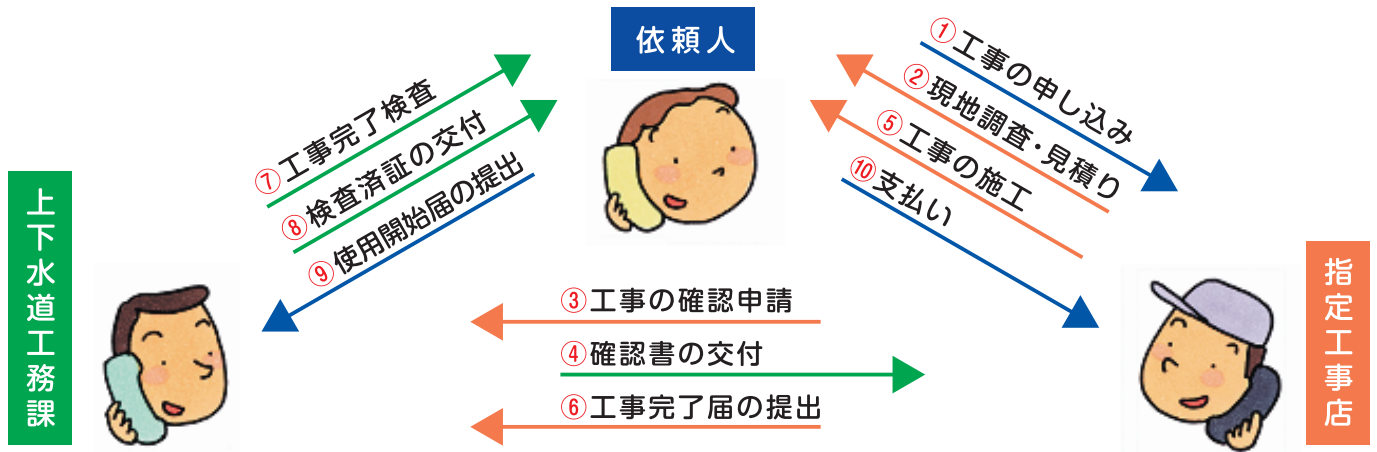 依頼人
①工事の申し込み
②現地調査・見積り
⑤工事の施工
⑩支払い
⑦工事完了検査
⑧検査済証の交付
⑨使用開始届の提出
上下水道工務課
③工事の確認申請
④確認書の交付
⑥工事完了届の提出
指定工事店